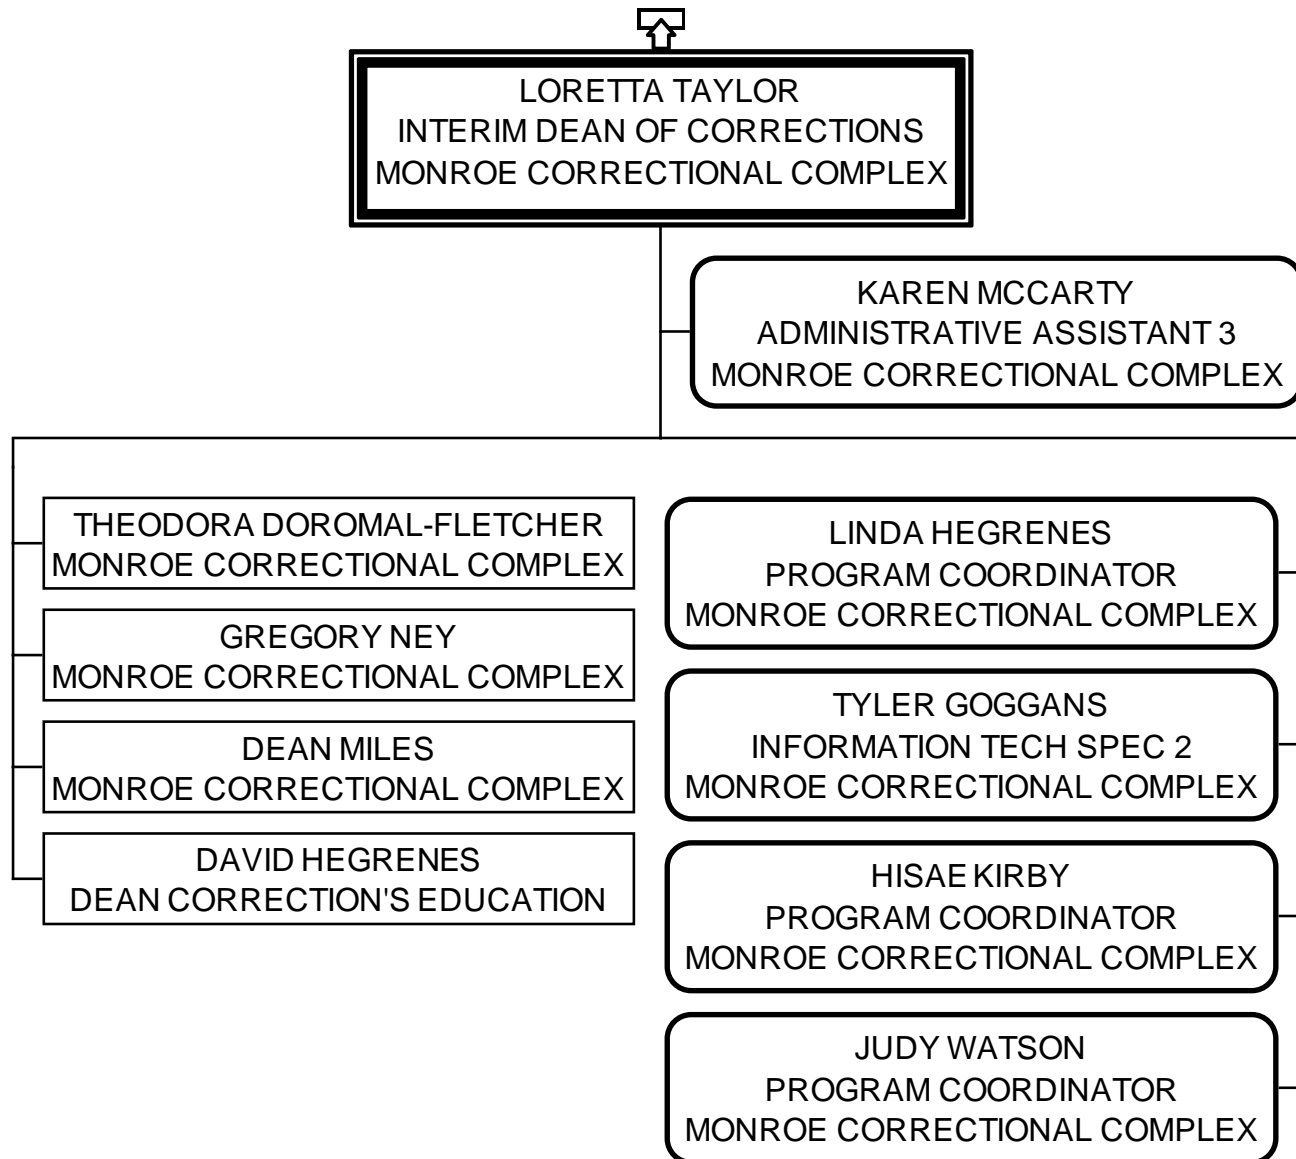 LORETTA TAYLOR
INTERIM DEAN OF CORRECTIONS
MONROE CORRECTIONAL COMPLEX
KAREN MCCARTY
ADMINISTRATIVE ASSISTANT 3
MONROE CORRECTIONAL COMPLEX
THEODORA DOROMAL-FLETCHER
MONROE CORRECTIONAL COMPLEX
GREGORY NEY
MONROE CORRECTIONAL COMPLEX
DEAN MILES
MONROE CORRECTIONAL COMPLEX
DAVID HEGRENES
DEAN CORRECTION'S EDUCATION
LINDA HEGRENES
PROGRAM COORDINATOR
MONROE CORRECTIONAL COMPLEX
TYLER GOGGANS
INFORMATION TECH SPEC 2
MONROE CORRECTIONAL COMPLEX
HISAE KIRBY
PROGRAM COORDINATOR
MONROE CORRECTIONAL COMPLEX
JUDY WATSON
PROGRAM COORDINATOR
MONROE CORRECTIONAL COMPLEX